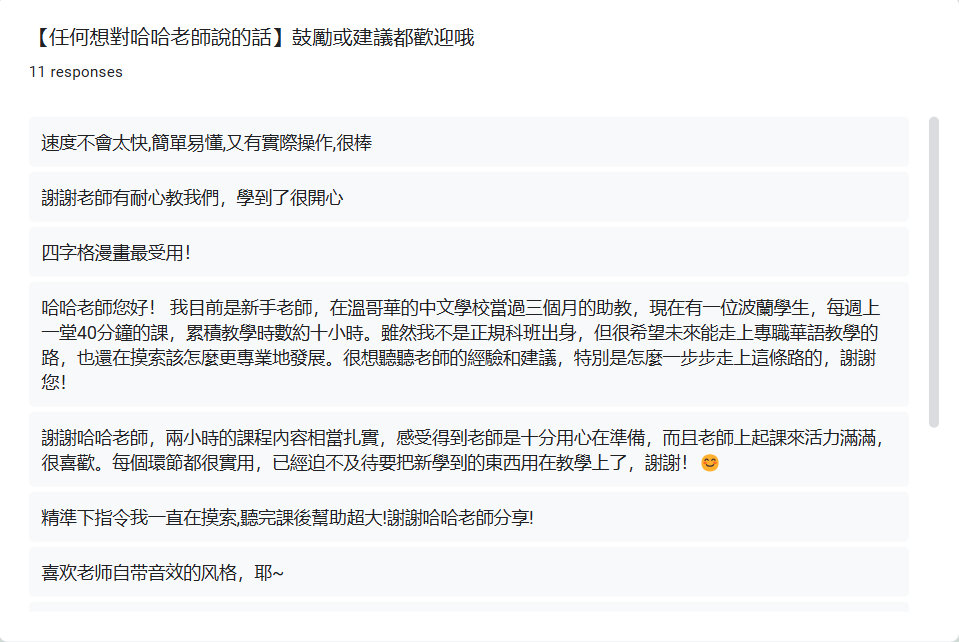 【任何想對哈哈老師說的話】鼓勵或建議都歡迎哦
11 responses
速度不會太快,簡單易懂,又有實際操作,很棒
謝謝老師有耐心教我們，學到了很開心
四字格漫畫最受用！
哈哈老師您好！ 我目前是新手老師，在溫哥華的中文學校當過三個月的助教，現在有一位波蘭學生，每週上
一堂40分鐘的課，累積教學時數約十小時。雖然我不是正規科班出身，但很希望未來能走上專職華語教學的
路，也還在摸索該怎麼更專業地發展。很想聽聽老師的經驗和建議，特別是怎麼一步步走上這條路的，謝謝
您！
謝謝哈哈老師，兩小時的課程內容相當扎實，感受得到老師是十分用心在準備，而且老師上起課來活力滿滿，
很喜歡。每個環節都很實用，已經迫不及待要把新學到的東西用在教學上了，謝謝！😊
精準下指令我一直在摸索,聽完課後幫助超大!謝謝哈哈老師分享!
喜欢老师自带音效的风格，耶~